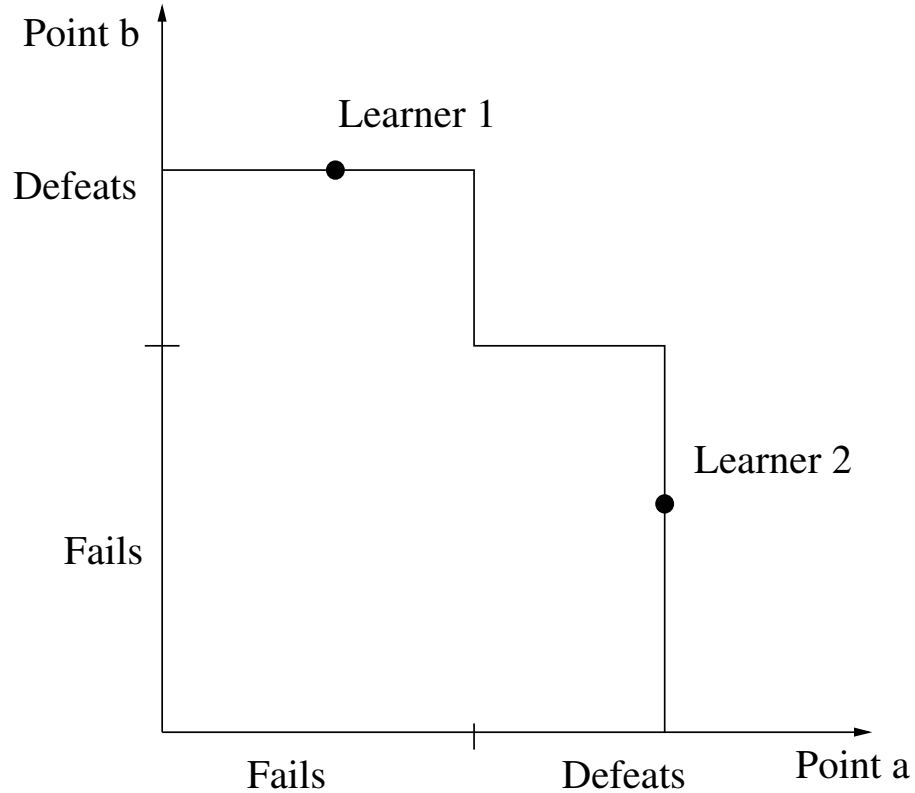 Point b
Learner 1
Defeats
Learner 2
Fails
Fails
Defeats
Point a